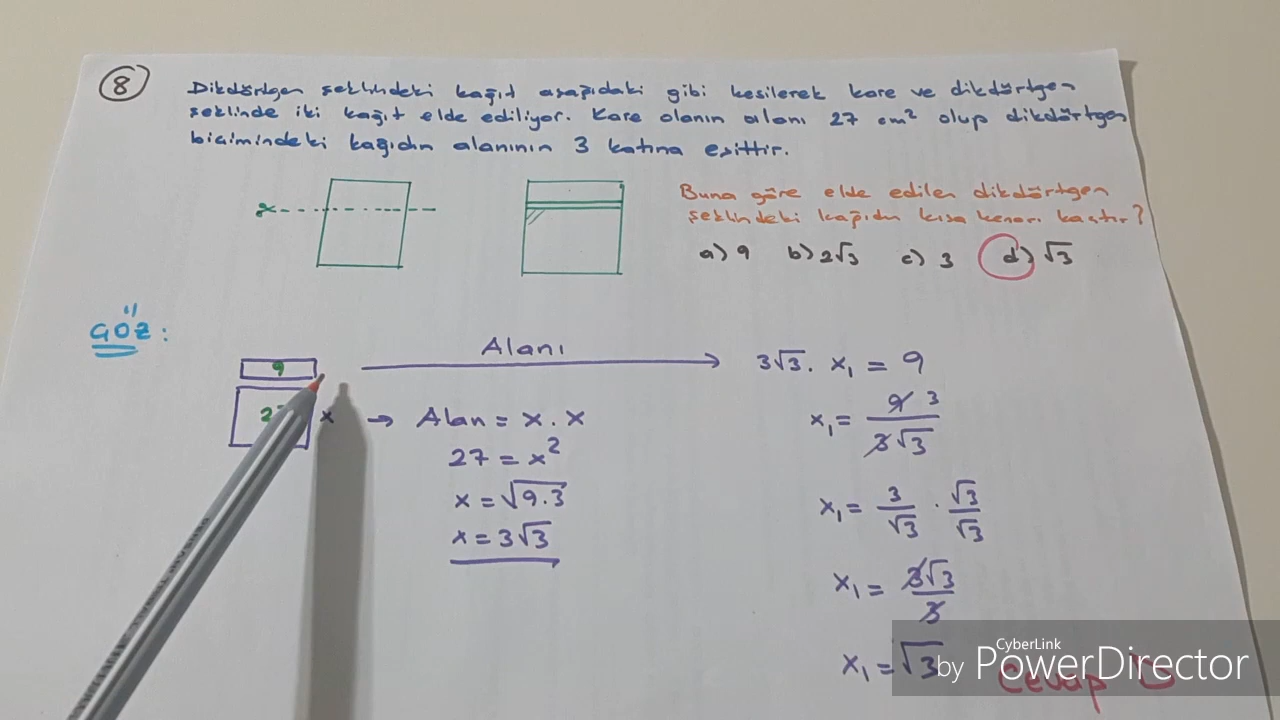 8
Dikdörtgen şeklindeki kağıt aşağıdaki gibi kesilerek kare ve dikdörtgen
şeklinde iki kağıt elde ediliyor. Kare olanın alanı 27 cm² olup dikdörtgen
biçimindeki kağıdın alanının 3 katına eşittir.
Buna göre elde edilen dikdörtgen
şeklindeki kağıdın kısa kenarı kaçtır?
a) 9 b) 2√3 c) 3 d) √3
ÇÖZ:
9
x
Alan = x . x
27 = x²
x = √9.3
x = 3√3
Alanı
3√3 . x₁ = 9
x₁ = 9 3 / 3√3
x₁ = 3/√3 . √3/√3
x₁ = 3√3/3
x₁ = √3
Cevap D
CyberLink
by PowerDirector